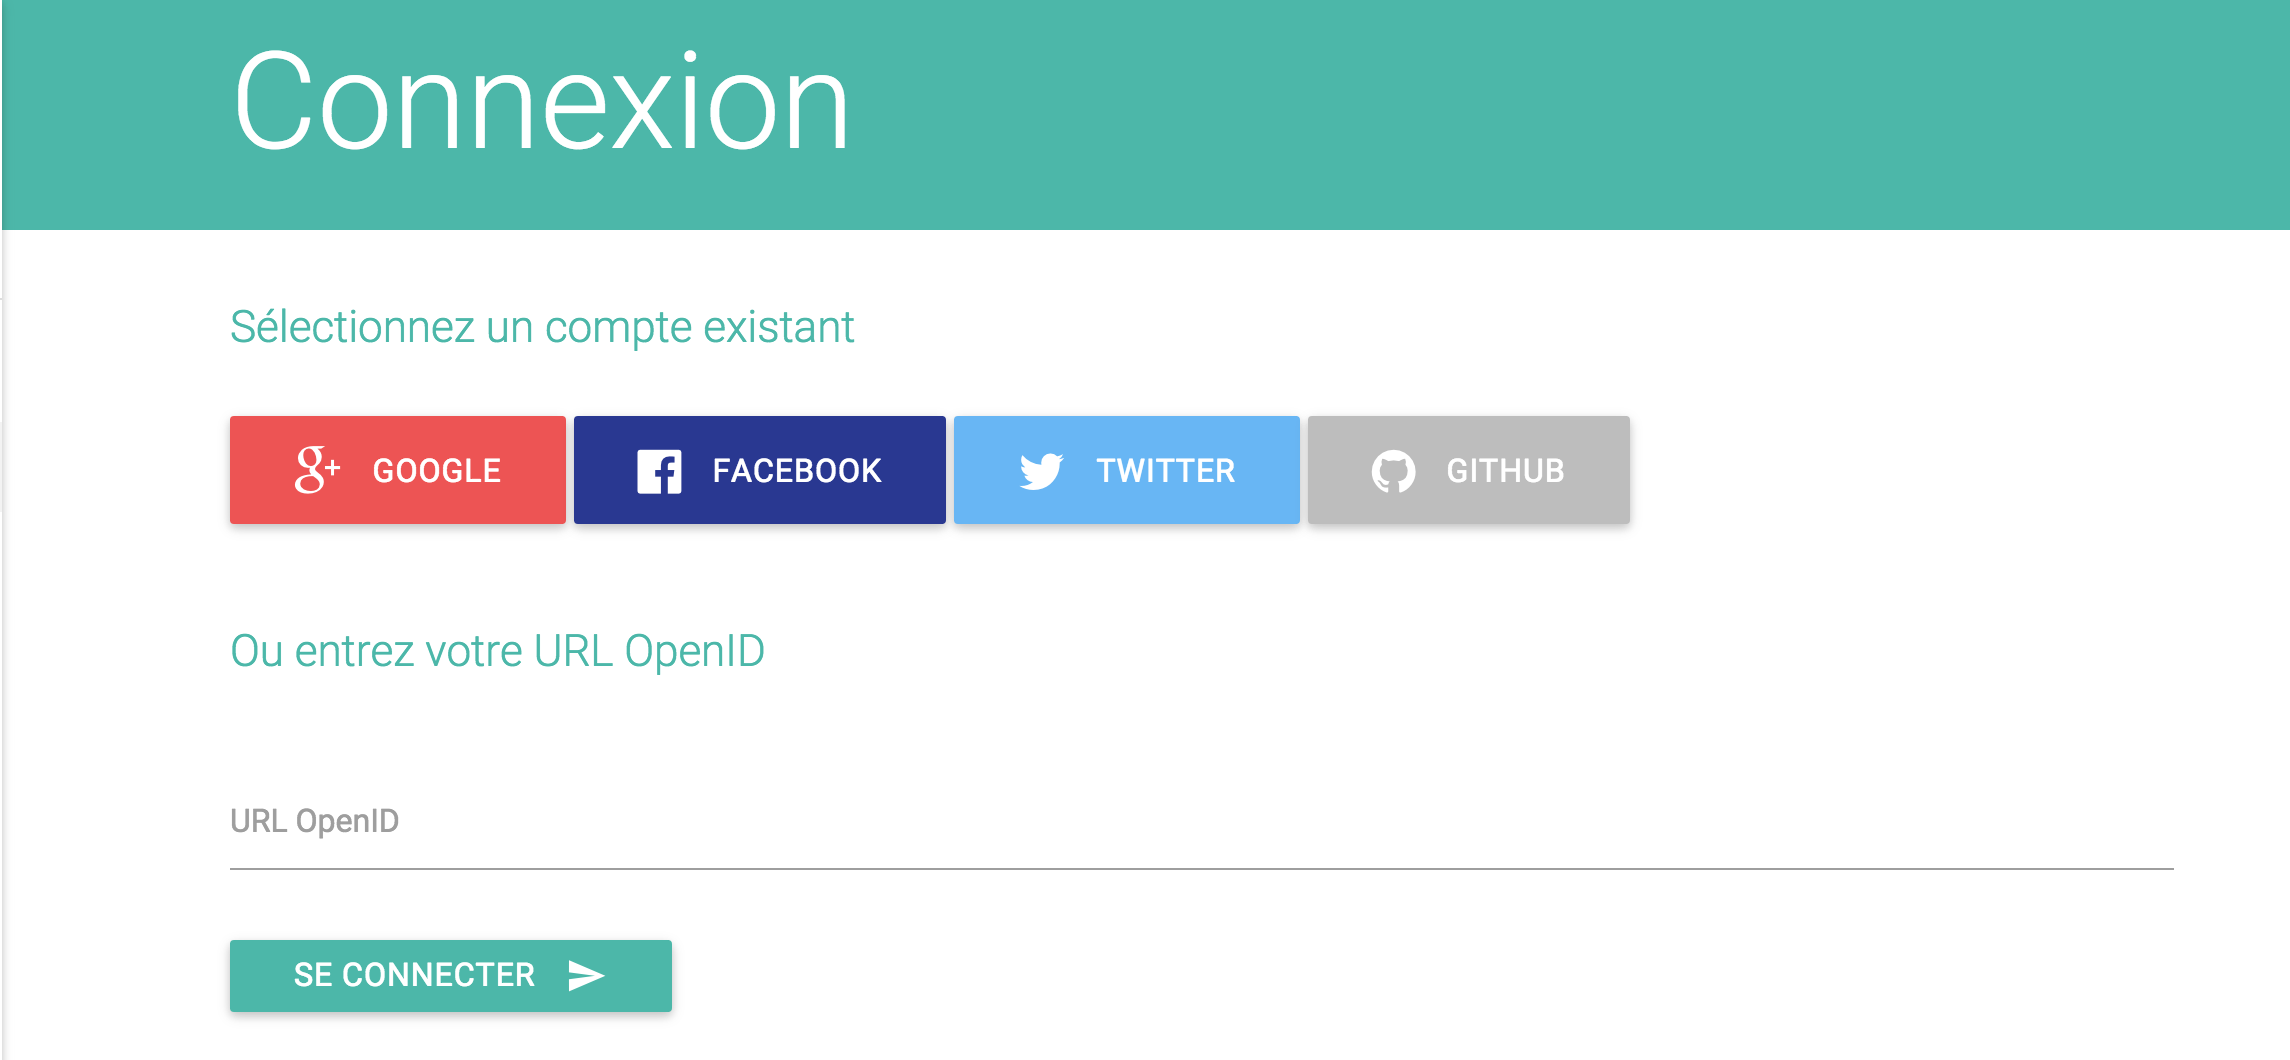 Connexion
Sélectionnez un compte existant
g+ GOOGLE FACEBOOK TWITTER GITHUB
Ou entrez votre URL OpenID
URL OpenID
SE CONNECTER